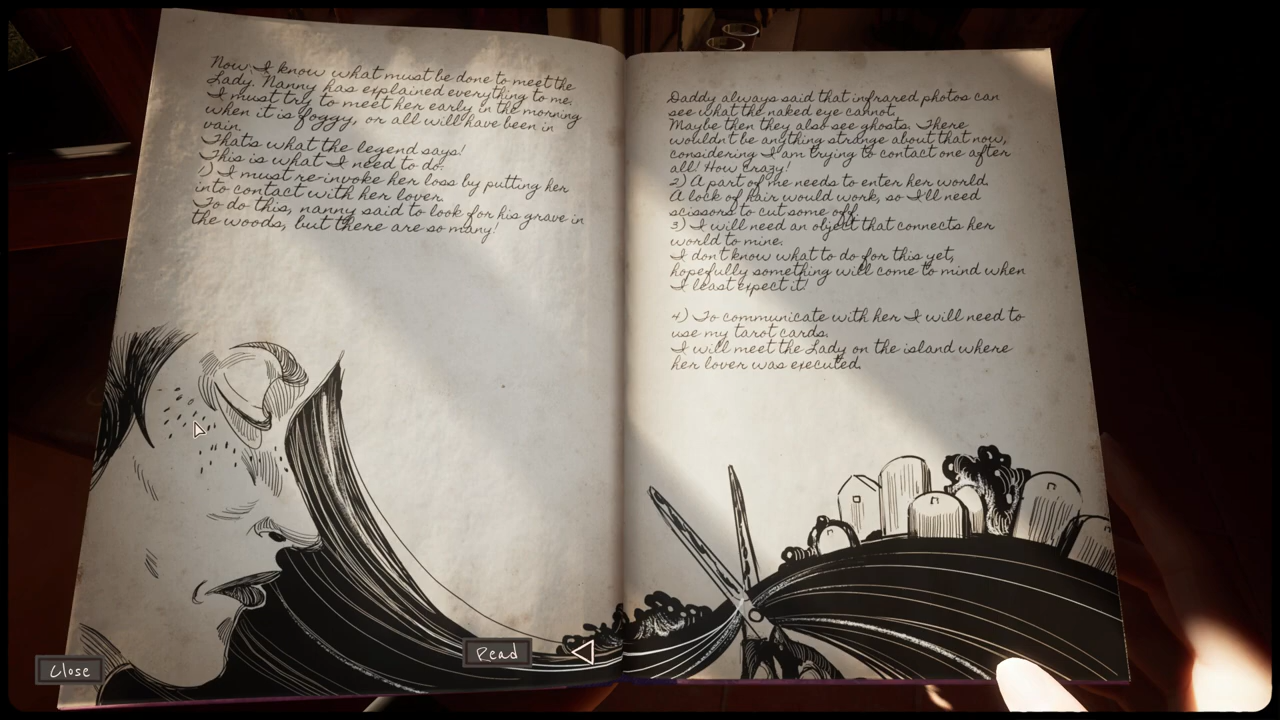 Now I know what must be done to meet the
Lady. Nanny has explained everything to me.
I must try to meet her early in the morning
when it is foggy, or all will have been in
vain.
That's what the legend says!
This is what I need to do:
1) I must re-invoke her loss by putting her
into contact with her lover.
To do this, nanny said to look for his grave in
the woods, but there are so many!
Daddy always said that infrared photos can
see what the naked eye cannot.
Maybe then they also see ghosts. There
wouldn't be anything strange about that now,
considering I am trying to contact one after
all! How crazy!
2) A part of me needs to enter her world.
A lock of hair would work, so I'll need
scissors to cut some off.
3) I will need an object that connects her
world to mine.
I don't know what to do for this yet,
hopefully something will come to mind when
I least expect it!
4) To communicate with her I will need to
use my tarot cards.
I will meet the Lady on the island where
her lover was executed.
Read
Close